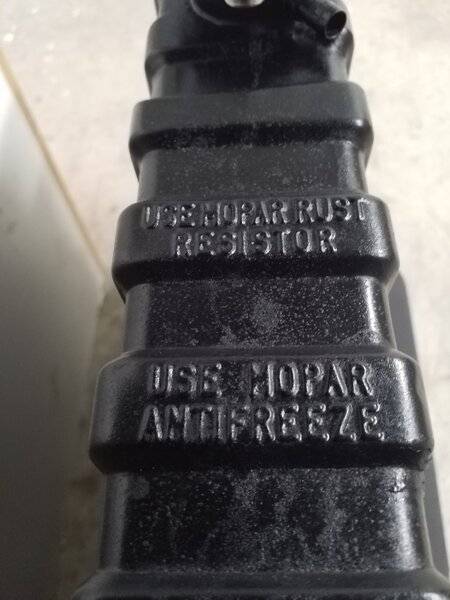 USE MOPAR RUST
RESISTOR
USE MOPAR
ANTIFREEZE